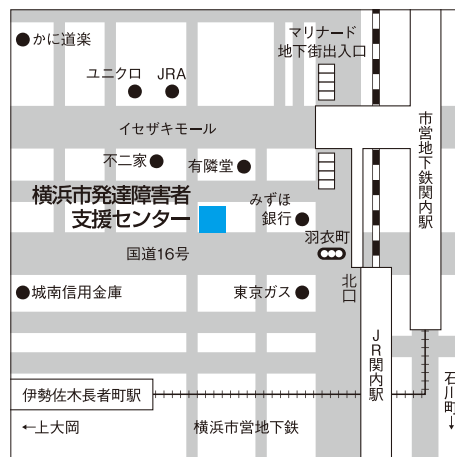 かに道楽
マリナード
地下街出入口
ユニクロ
JRA
イセザキモール
市営地下鉄関内駅
不二家
有隣堂
横浜市発達障害者
支援センター
みずほ
銀行
羽衣町
国道16号
北口
城南信用金庫
東京ガス
JR関内駅
伊勢佐木長者町駅
石川町→
←上大岡
横浜市営地下鉄